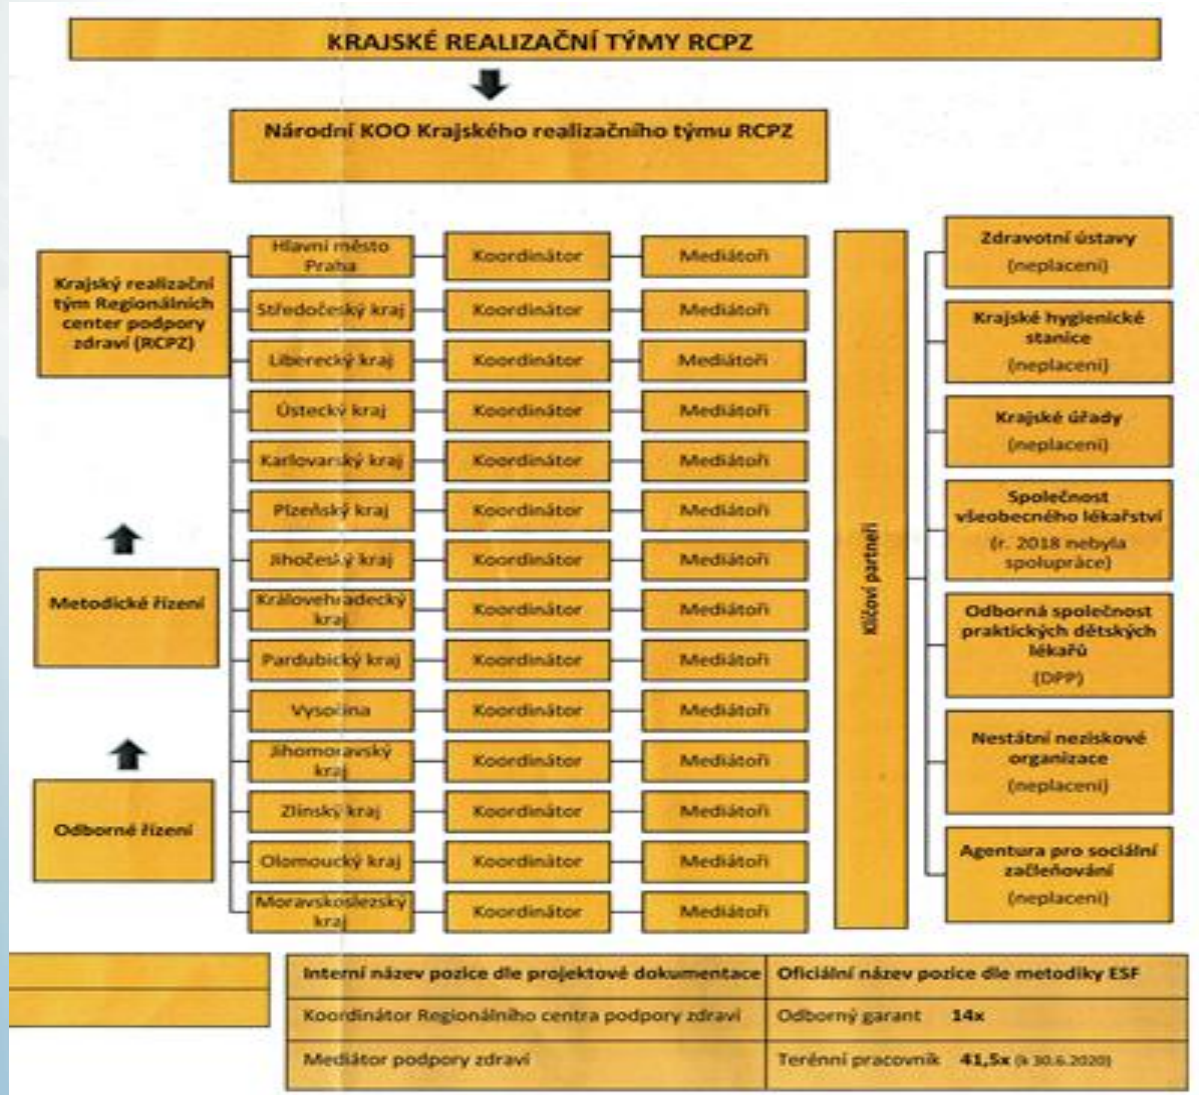 KRAJSKÉ REALIZAČNÍ TÝMY RCPZ
Národní KOO Krajského realizačního týmu RCPZ
Krajský realizační
tým Regionálních
center podpory
zdraví (RCPZ)
Metodické řízení
Odborné řízení
Hlavní město
Praha
Koordinátor
Mediátoři
Středočeský kraj
Koordinátor
Mediátoři
Liberecký kraj
Koordinátor
Mediátoři
Ústecký kraj
Koordinátor
Mediátoři
Karlovarský kraj
Koordinátor
Mediátoři
Plzeňský kraj
Koordinátor
Mediátoři
Jihočeský kraj
Koordinátor
Mediátoři
Královehradecký
kraj
Koordinátor
Mediátoři
Pardubický kraj
Koordinátor
Mediátoři
Vysočina
Koordinátor
Mediátoři
Jihomoravský
kraj
Koordinátor
Mediátoři
Zlínský kraj
Koordinátor
Mediátoři
Olomoucký kraj
Koordinátor
Mediátoři
Moravskoslezský
kraj
Koordinátor
Mediátoři
Klíčoví partneři
Zdravotní ústavy
(neplacení)
Krajské hygienické
stanice
(neplacení)
Krajské úřady
(neplacení)
Společnost
všeobecného lékařství
(r. 2018 nebyla
spolupráce)
Odborná společnost
praktických dětských
lékařů
(DPP)
Nestátní neziskové
organizace
(neplacení)
Agentura pro sociální
začleňování
(neplacení)
Interní název pozice dle projektové dokumentace Oficiální název pozice dle metodiky ESF
Koordinátor Regionálního centra podpory zdraví Odborný garant 14x
Mediátor podpory zdraví Terénní pracovník 41,5x (k 30.6.2020)